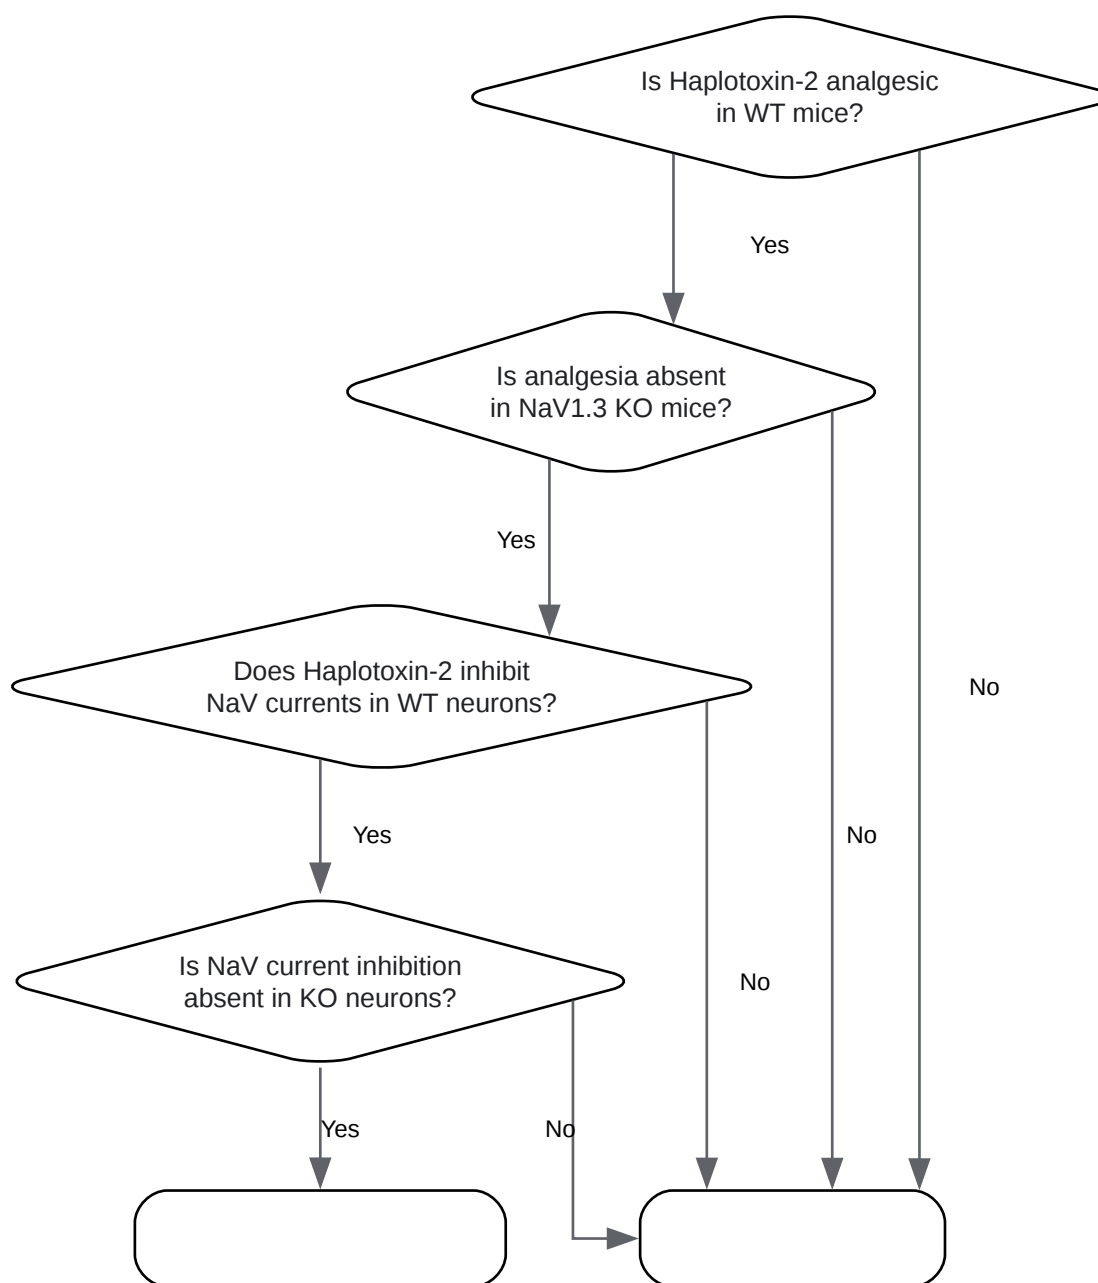 Is Haplotoxin-2 analgesic
in WT mice?
Yes
Is analgesia absent
in NaV1.3 KO mice?
Yes
Does Haplotoxin-2 inhibit
NaV currents in WT neurons?
No
Yes
No
Is NaV current inhibition
absent in KO neurons?
No
Yes
No